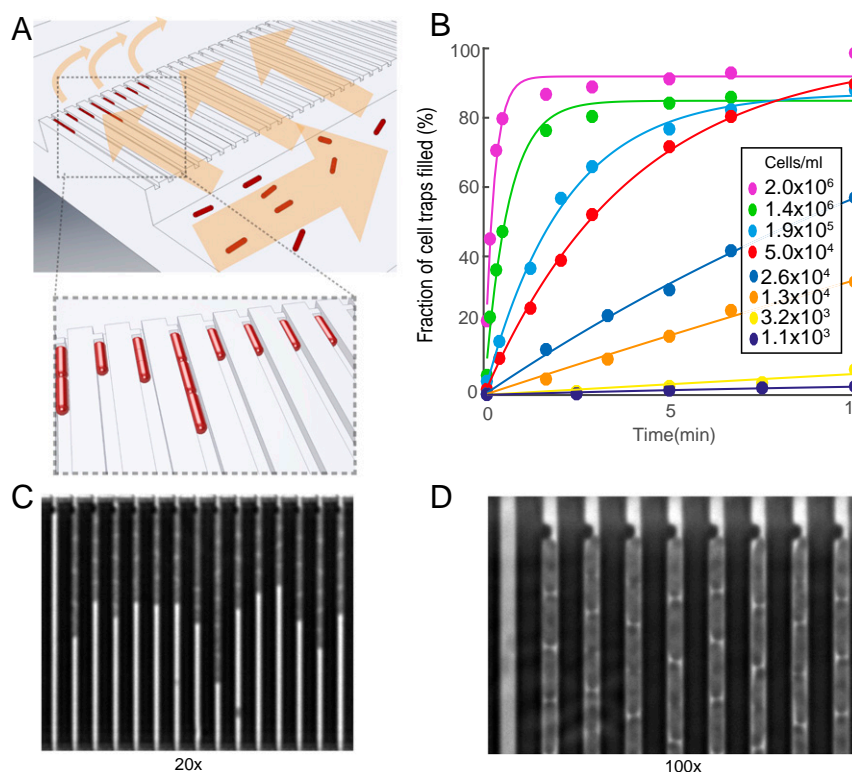 A
B
100
80
60
40
20
0
Fraction of cell traps filled (%)
Cells/ml
2.0x10⁶
1.4x10⁶
1.9x10⁵
5.0x10⁴
2.6x10⁴
1.3x10⁴
3.2x10³
1.1x10³
0
5
1
Time(min)
C
D
20x
100x